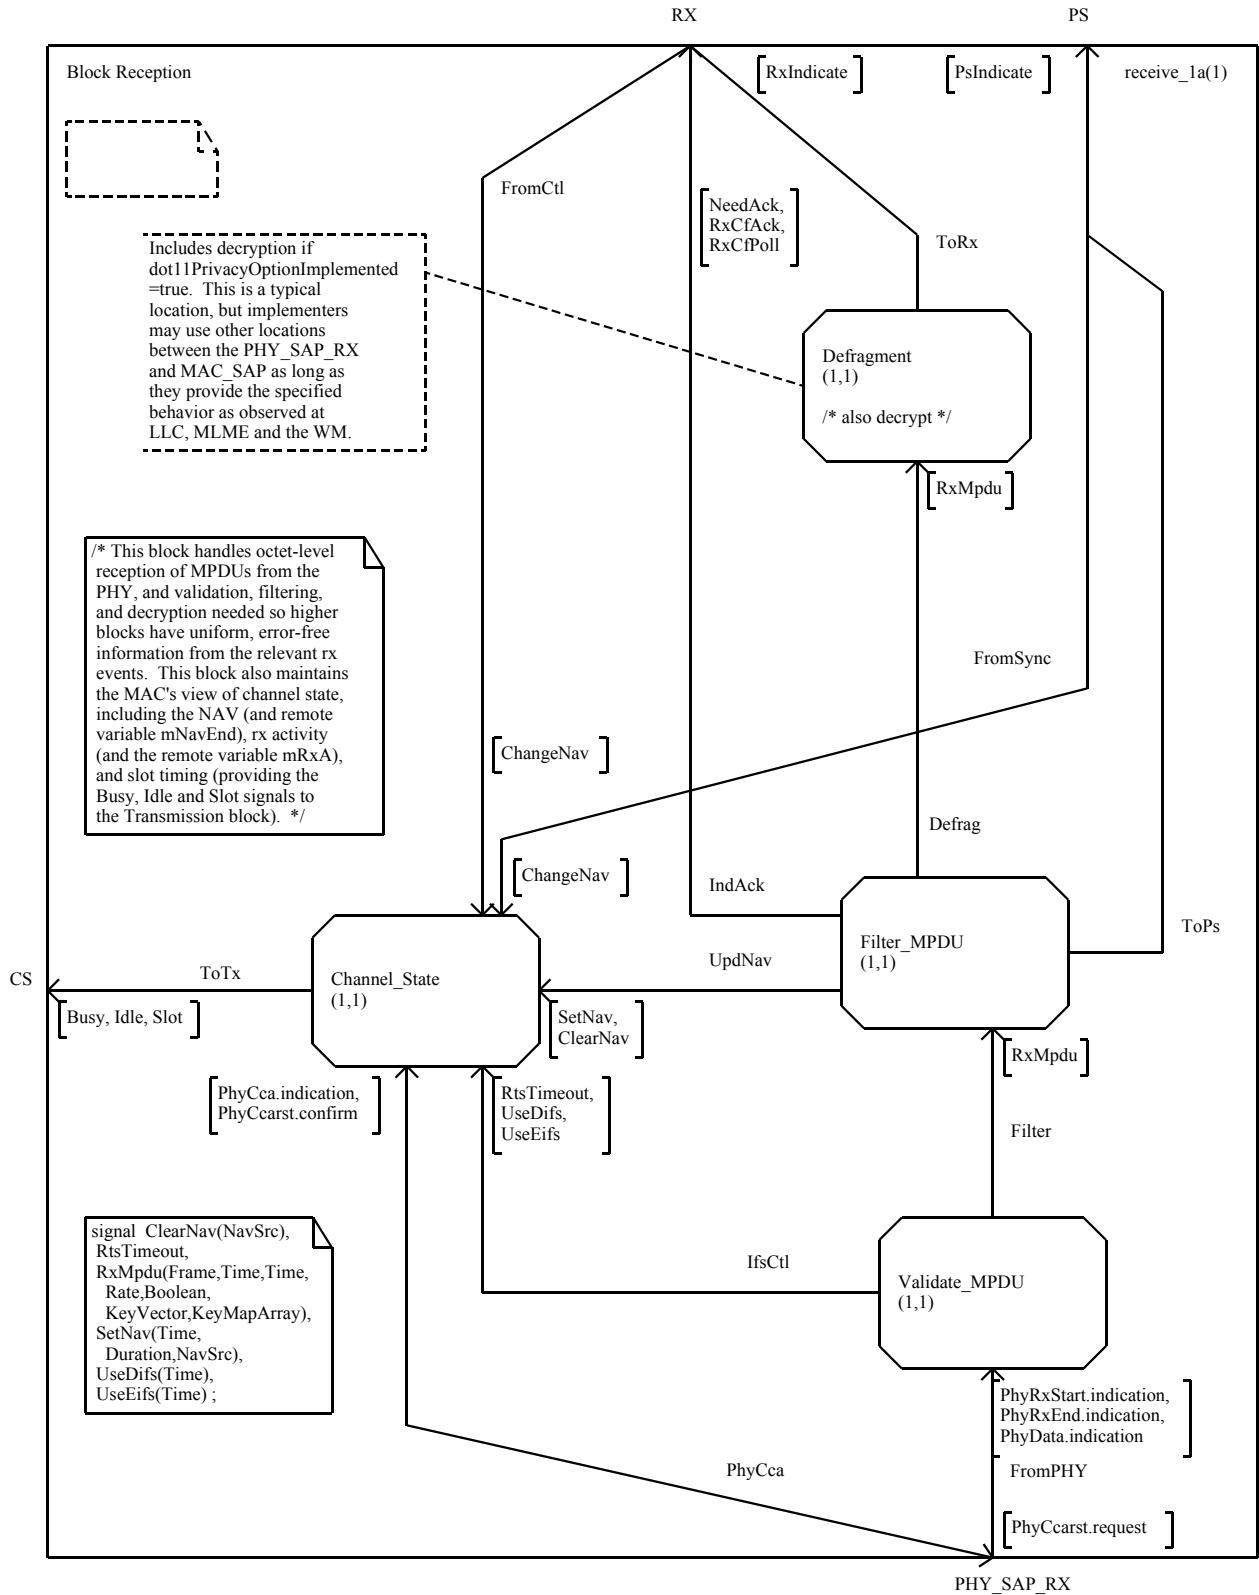 RX
PS
Block Reception
[RxIndicate]
[PsIndicate]
receive_1a(1)
FromCtl
[NeedAck,
RxCfAck,
RxCfPoll]
ToRx
Includes decryption if
dot11PrivacyOptionImplemented
=true. This is a typical
location, but implementers
may use other locations
between the PHY_SAP_RX
and MAC_SAP as long as
they provide the specified
behavior as observed at
LLC, MLME and the WM.
Defragment
(1,1)
/* also decrypt */
[RxMpdu]
/* This block handles octet-level
reception of MPDUs from the
PHY, and validation, filtering,
and decryption needed so higher
blocks have uniform, error-free
information from the relevant rx
events. This block also maintains
the MAC's view of channel state,
including the NAV (and remote
variable mNavEnd), rx activity
(and the remote variable mRxA),
and slot timing (providing the
Busy, Idle and Slot signals to
the Transmission block). */
FromSync
[ChangeNav]
Defrag
[ChangeNav]
IndAck
ToPs
Filter_MPDU
(1,1)
UpdNav
CS
ToTx
Channel_State
(1,1)
[Busy, Idle, Slot]
[SetNav,
ClearNav]
[RxMpdu]
[PhyCca.indication,
PhyCcarst.confirm]
[RtsTimeout,
UseDifs,
UseEifs]
Filter
signal ClearNav(NavSrc),
RtsTimeout,
RxMpdu(Frame,Time,Time,
Rate,Boolean,
KeyVector,KeyMapArray),
SetNav(Time,
Duration,NavSrc),
UseDifs(Time),
UseEifs(Time) ;
IfsCtl
Validate_MPDU
(1,1)
[PhyRxStart.indication,
PhyRxEnd.indication,
PhyData.indication]
PhyCca
FromPHY
[PhyCcarst.request]
PHY_SAP_RX